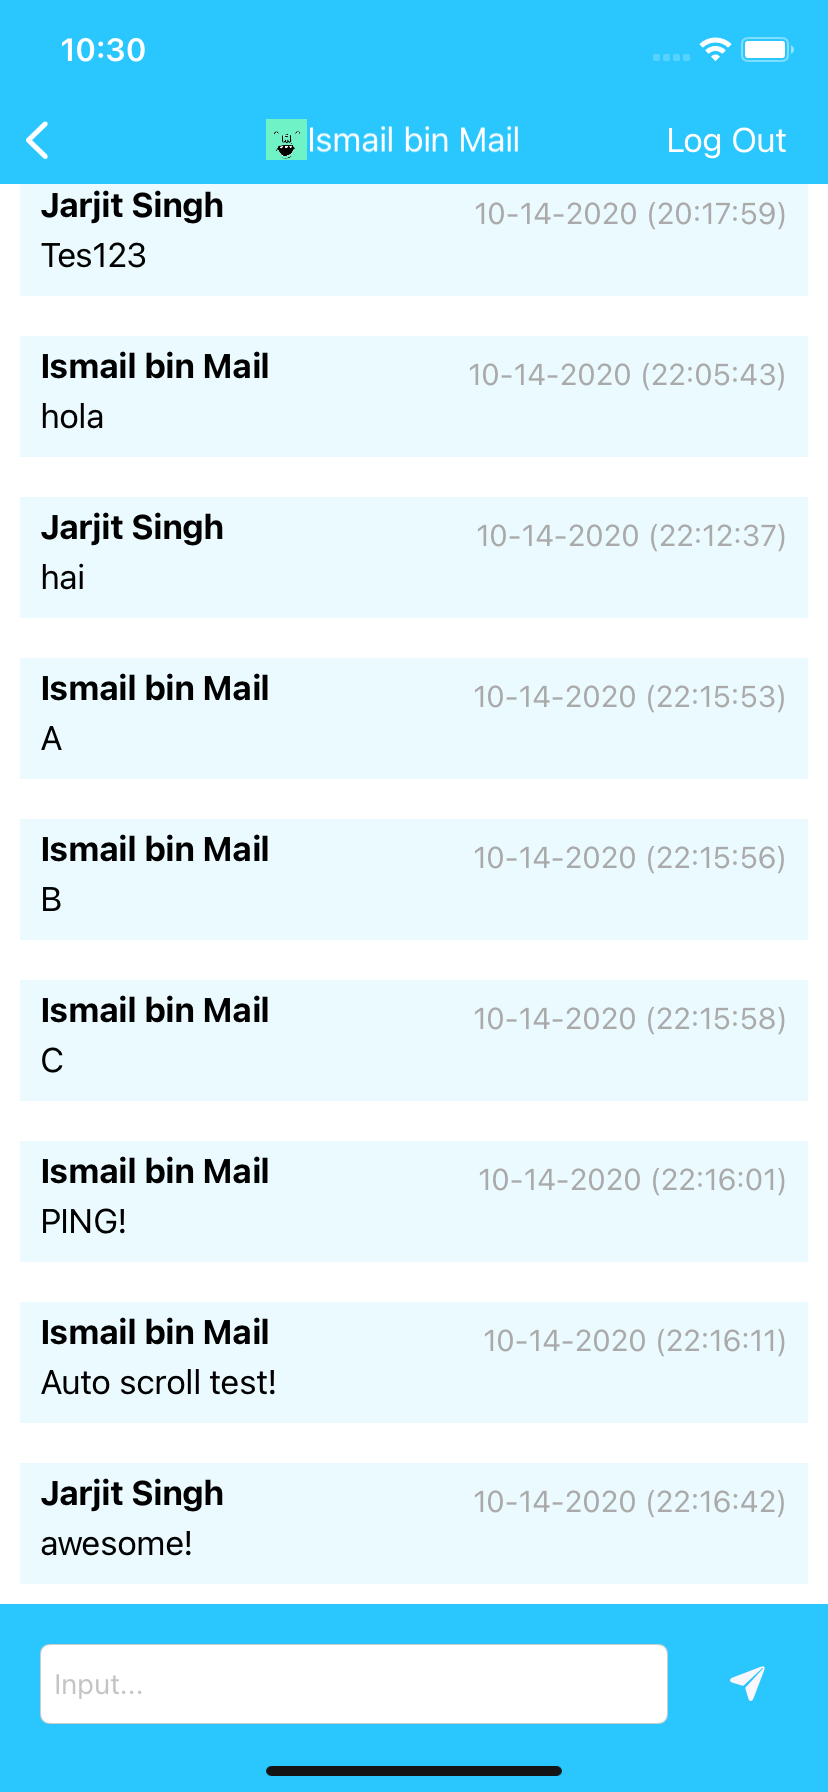 10:30
Ismail bin Mail Log Out
Jarjit Singh 10-14-2020 (20:17:59)
Tes123
Ismail bin Mail 10-14-2020 (22:05:43)
hola
Jarjit Singh 10-14-2020 (22:12:37)
hai
Ismail bin Mail 10-14-2020 (22:15:53)
A
Ismail bin Mail 10-14-2020 (22:15:56)
B
Ismail bin Mail 10-14-2020 (22:15:58)
C
Ismail bin Mail 10-14-2020 (22:16:01)
PING!
Ismail bin Mail 10-14-2020 (22:16:11)
Auto scroll test!
Jarjit Singh 10-14-2020 (22:16:42)
awesome!
Input...